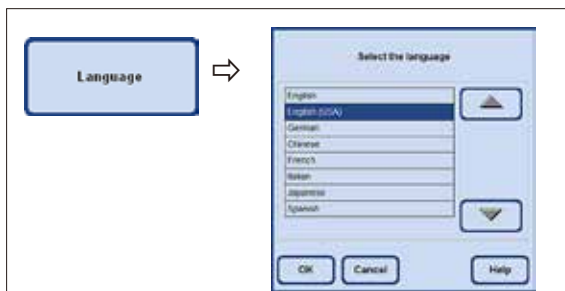 Language
Select the language
English
English (USA)
German
Chinese
French
Italian
Japanese
Spanish
OK
Cancel
Help